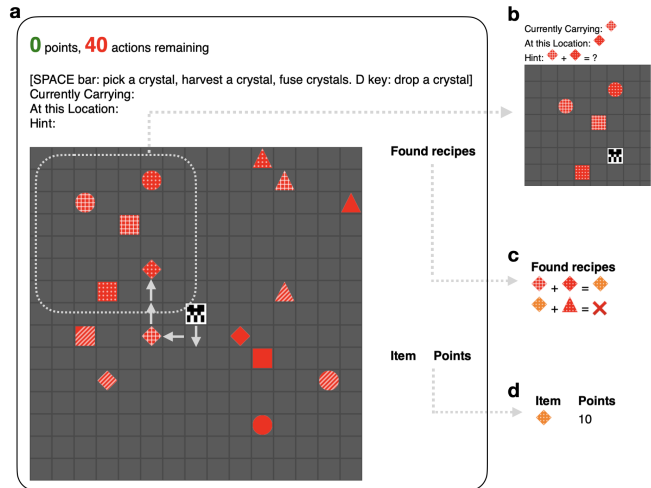 a
0 points, 40 actions remaining
[SPACE bar: pick a crystal, harvest a crystal, fuse crystals. D key: drop a crystal]
Currently Carrying:
At this Location:
Hint:
Found recipes
Item Points
b
Currently Carrying:
At this Location:
Hint: + = ?
c
Found recipes
+ =
+ =
d
Item Points
10